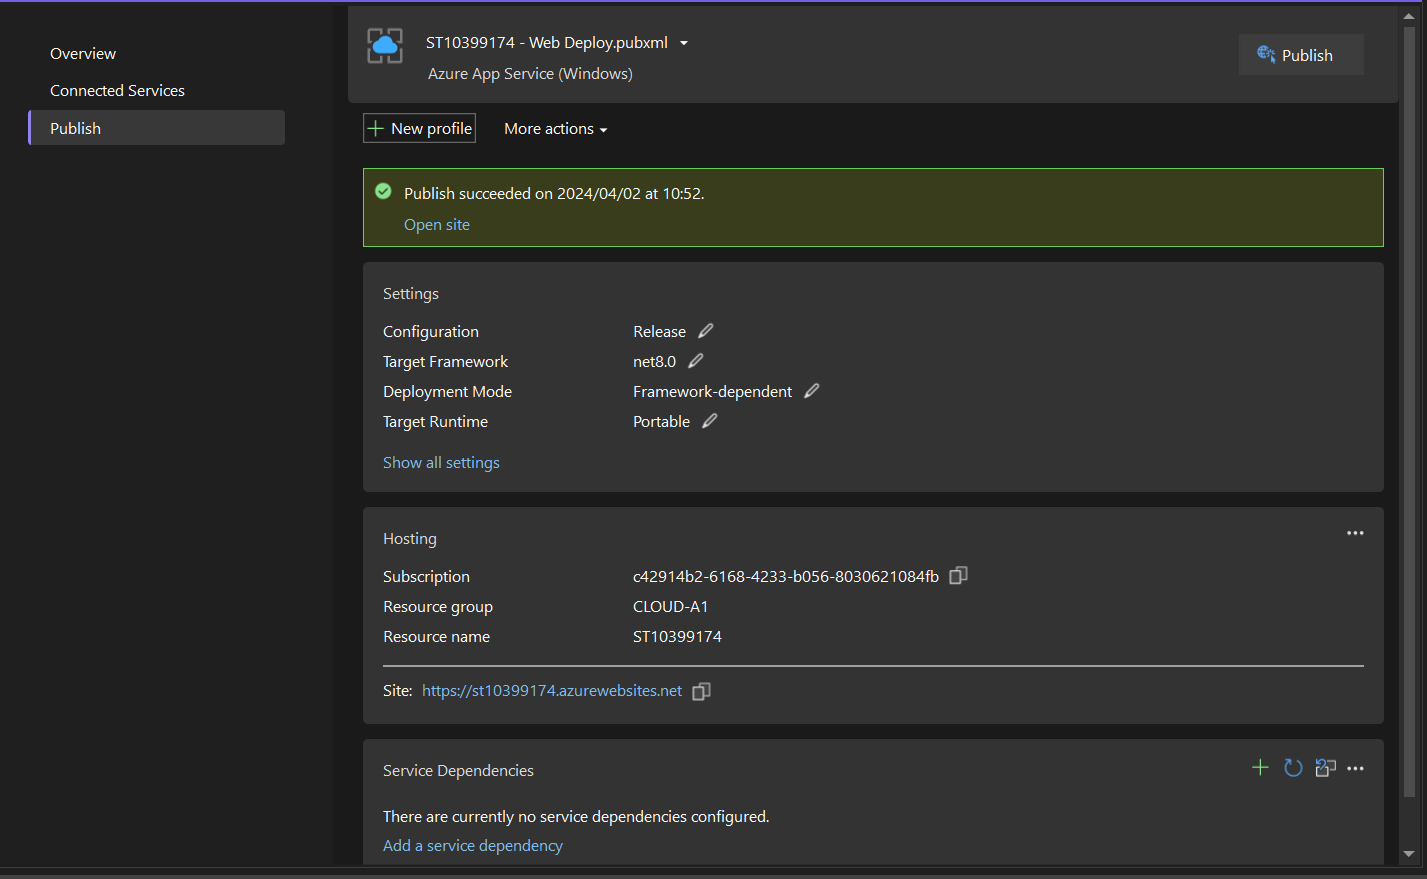 Overview
Connected Services
Publish
ST10399174 - Web Deploy.pubxml
Azure App Service (Windows)
Publish
New profile
More actions
Publish succeeded on 2024/04/02 at 10:52.
Open site
Settings
Configuration Release
Target Framework net8.0
Deployment Mode Framework-dependent
Target Runtime Portable
Show all settings
Hosting
Subscription c42914b2-6168-4233-b056-8030621084fb
Resource group CLOUD-A1
Resource name ST10399174
Site: https://st10399174.azurewebsites.net
Service Dependencies
There are currently no service dependencies configured.
Add a service dependency